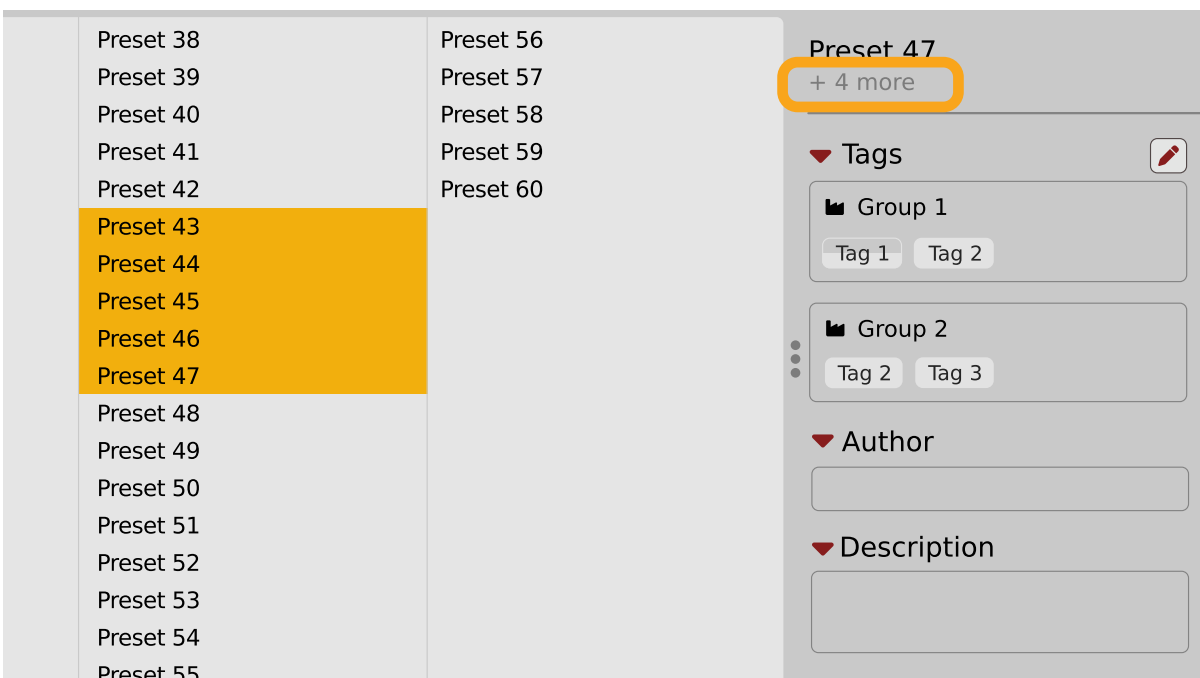 Preset 38
Preset 39
Preset 40
Preset 41
Preset 42
Preset 43
Preset 44
Preset 45
Preset 46
Preset 47
Preset 48
Preset 49
Preset 50
Preset 51
Preset 52
Preset 53
Preset 54
Preset 55
Preset 56
Preset 57
Preset 58
Preset 59
Preset 60
Preset 47
+ 4 more
Tags
Group 1
Tag 1 Tag 2
Group 2
Tag 2 Tag 3
Author
Description